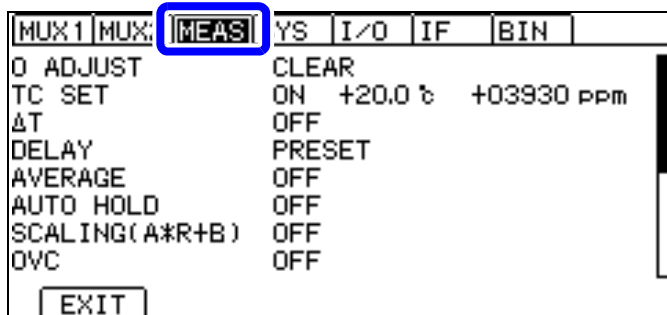 MUX1 MUX: MEAS YS I/O IF BIN
0 ADJUST CLEAR
TC SET ON +20.0 ℃ +03930 ppm
ΔT OFF
DELAY PRESET
AVERAGE OFF
AUTO HOLD OFF
SCALING(A*R+B) OFF
OVC OFF
EXIT